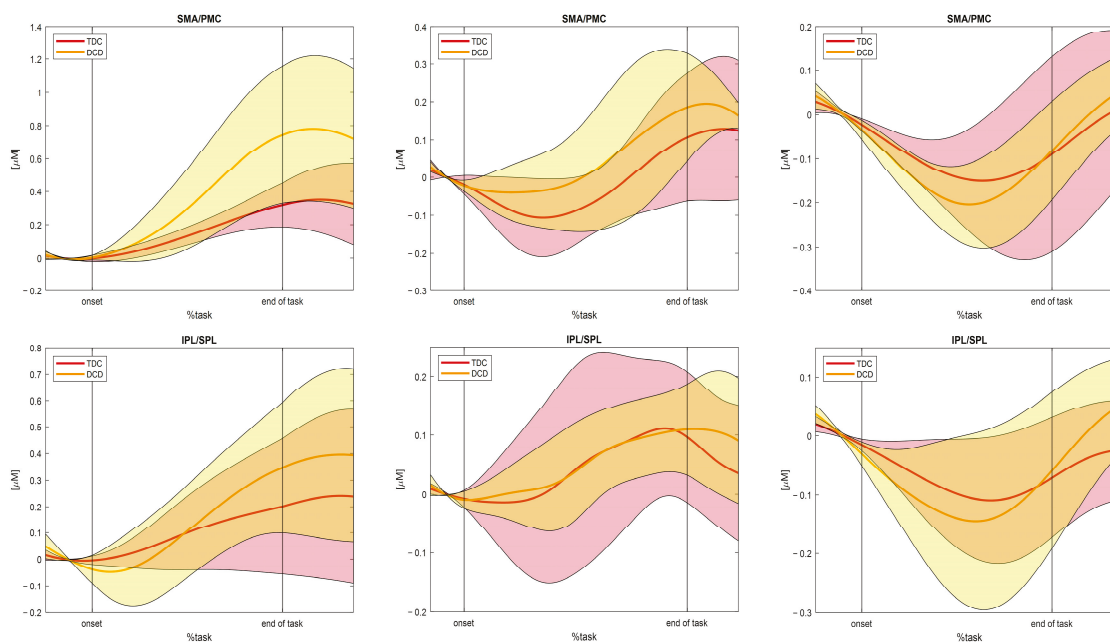 SMA/PMC
1.4
1.2
1
0.8
0.6
0.4
0.2
0
− 0.2
[μM]
TDC
DCD
onset
end of task
%task
SMA/PMC
0.4
0.3
0.2
0.1
0
− 0.1
− 0.2
− 0.3
[μM]
TDC
DCD
onset
end of task
%task
SMA/PMC
0.2
0.1
0
− 0.1
− 0.2
− 0.3
− 0.4
[μM]
TDC
DCD
onset
end of task
%task
IPL/SPL
0.8
0.7
0.6
0.5
0.4
0.3
0.2
0.1
0
− 0.1
− 0.2
[μM]
TDC
DCD
onset
end of task
%task
IPL/SPL
0.2
0.1
0
− 0.1
− 0.2
[μM]
TDC
DCD
onset
end of task
%task
IPL/SPL
0.1
0
− 0.1
− 0.2
− 0.3
[μM]
TDC
DCD
onset
end of task
%task